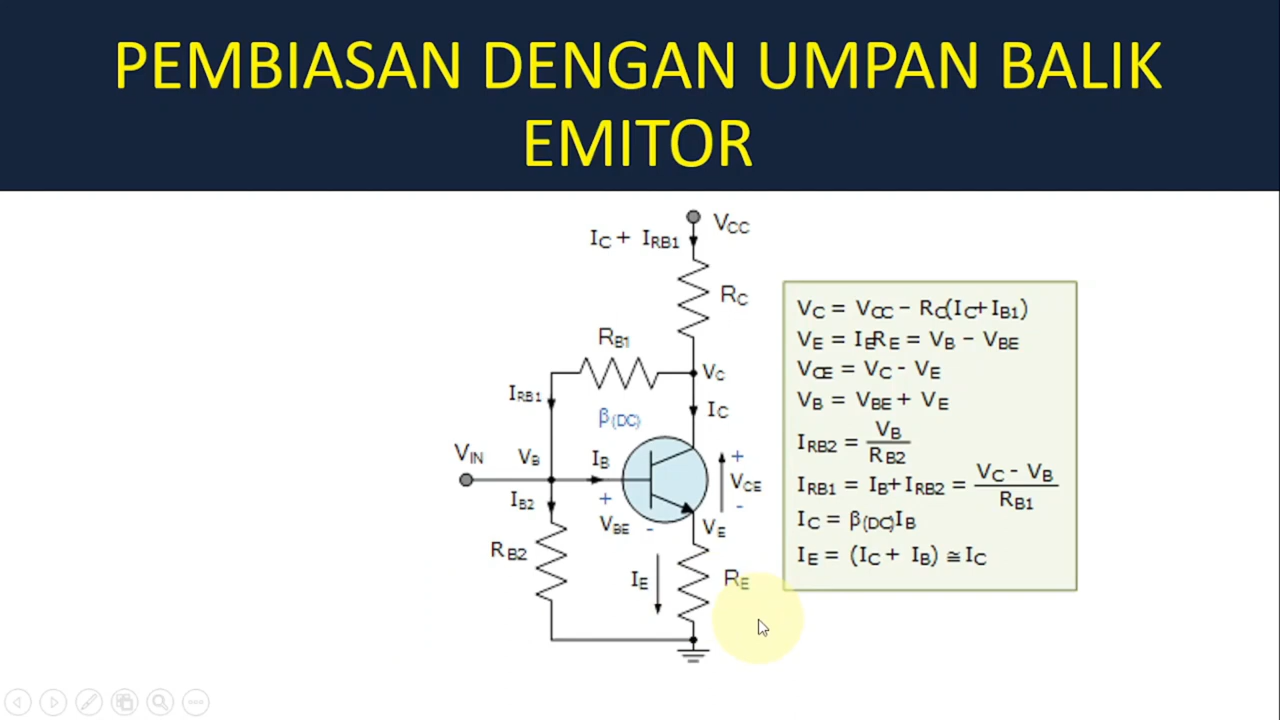 PEMBIASAN DENGAN UMPAN BALIK
EMITOR
VCC
IC + IRB1
RC
RB1
VC
IRB1
β(DC)
IC
VIN
VB
IB
+
VCE
-
IB2
+
VBE
-
VE
RB2
IE
RE
VC = VCC – RC(IC+IB1)
VE = IERE = VB – VBE
VCE = VC - VE
VB = VBE + VE
IRB2 = VB / RB2
IRB1 = IB+IRB2 = VC - VB / RB1
IC = β(DC)IB
IE = (IC + IB) ≅ IC